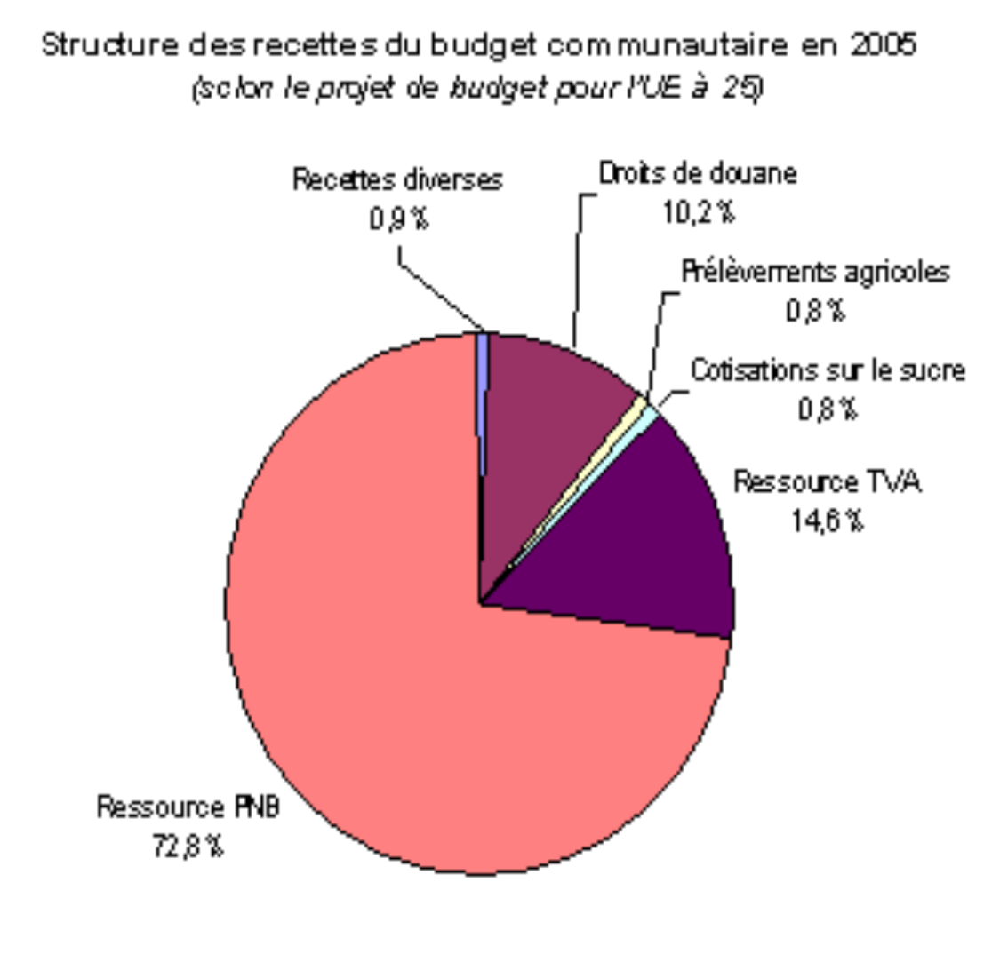 Structure des recettes du budget communautaire en 2005
(selon le projet de budget pour l'UE à 25)
Recettes diverses
0,9 %
Droits de douane
10,2 %
Prélèvements agricoles
0,8 %
Cotisations sur le sucre
0,8 %
Ressource TVA
14,6 %
Ressource PNB
72,8 %